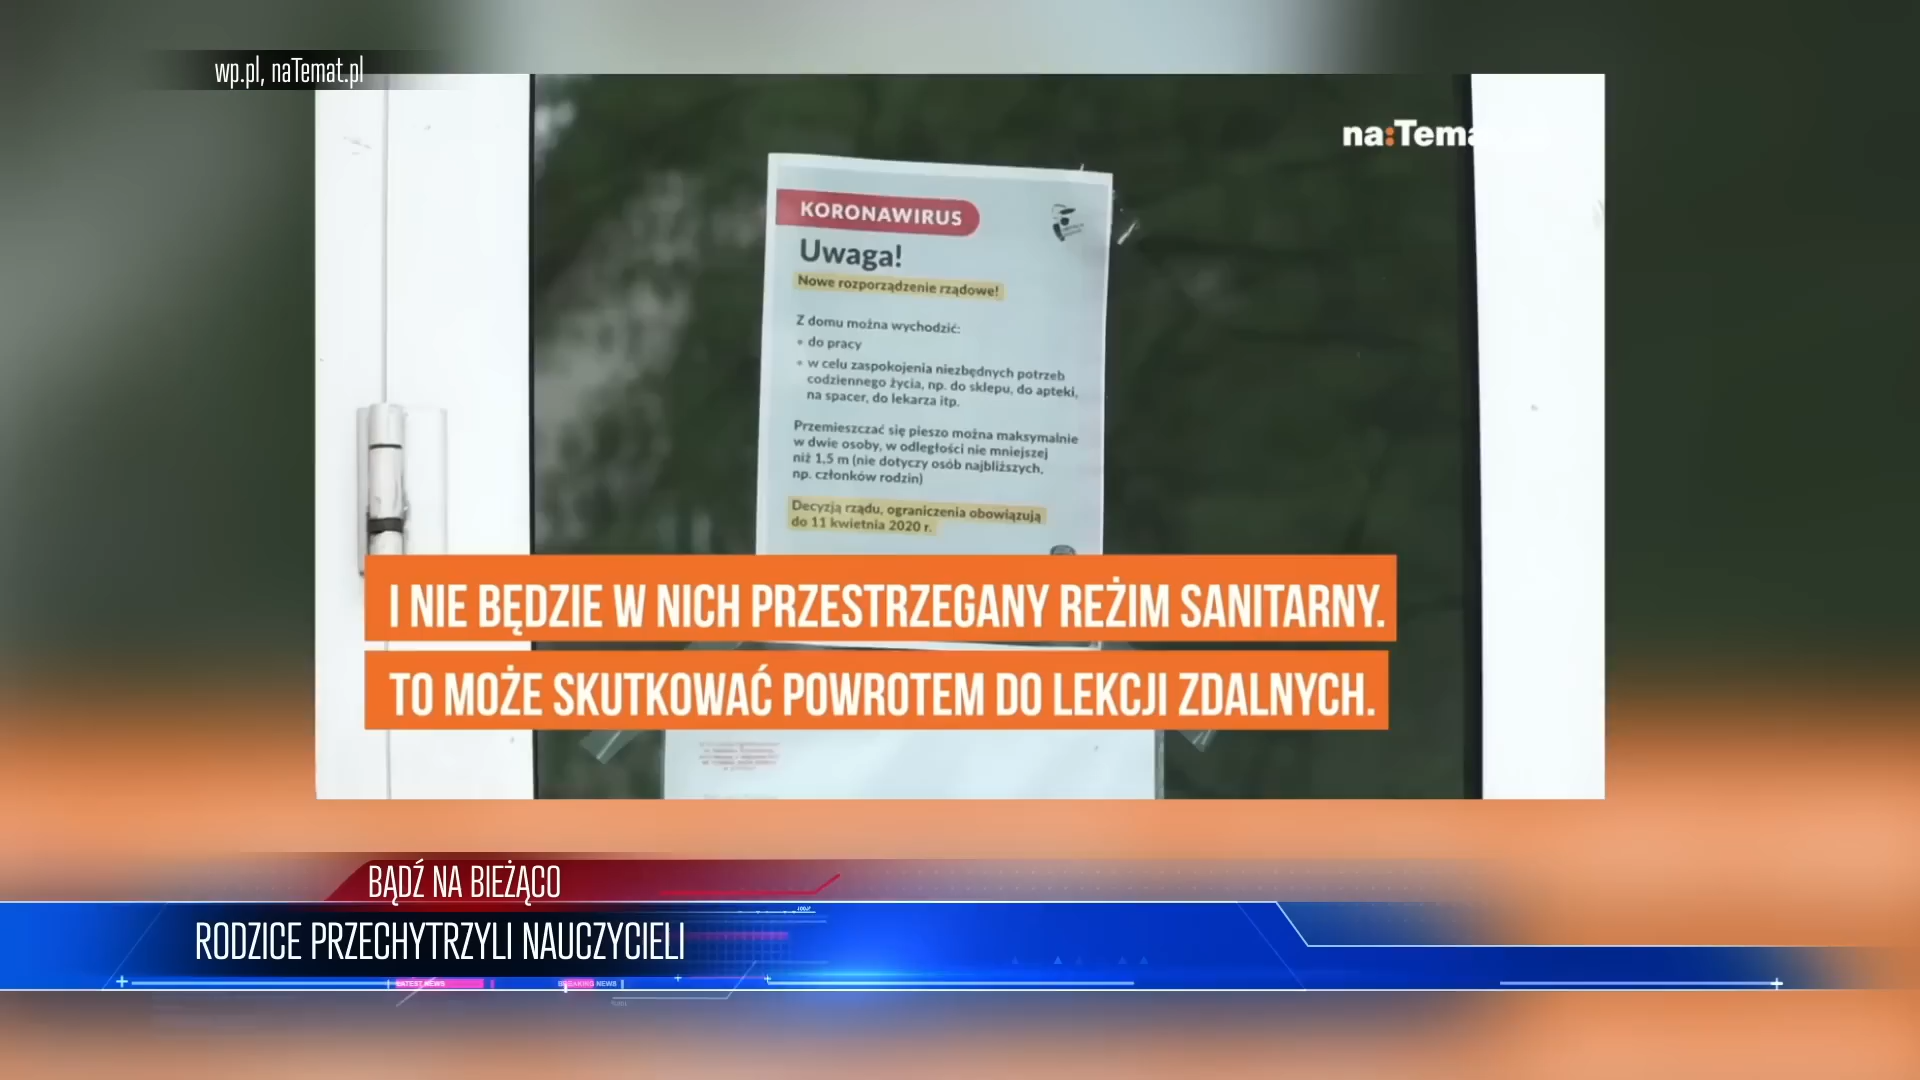 wp.pl, naTemat.pl
na:Tema
KORONAWIRUS
Uwaga!
Nowe rozporządzenie rządowe!
Z domu można wychodzić:
• do pracy
• w celu zaspokojenia niezbędnych potrzeb
codziennego życia, np. do sklepu, do apteki,
na spacer, do lekarza itp.
Przemieszczać się pieszo można maksymalnie
w dwie osoby, w odległości nie mniejszej
niż 1,5 m (nie dotyczy osób najbliższych,
np. członków rodzin)
Decyzją rządu, ograniczenia obowiązują
do 11 kwietnia 2020 r.
I NIE BĘDZIE W NICH PRZESTRZEGANY REŻIM SANITARNY.
TO MOŻE SKUTKOWAĆ POWROTEM DO LEKCJI ZDALNYCH.
BĄDŹ NA BIEŻĄCO
RODZICE PRZECHYTRZYLI NAUCZYCIELI
LATEST NEWS
BREAKING NEWS